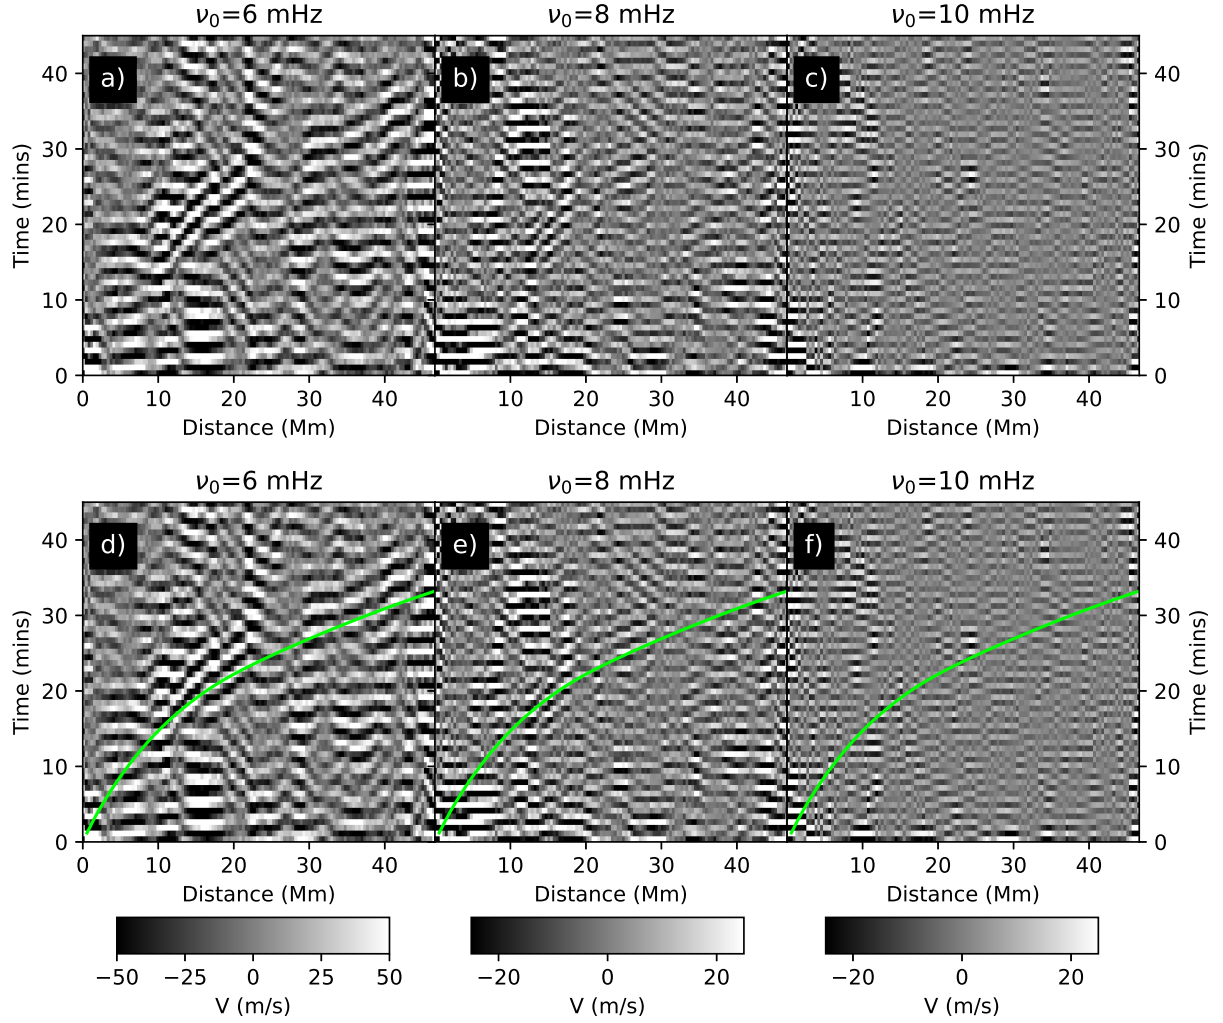 ν₀=6 mHz ν₀=8 mHz ν₀=10 mHz
a) b) c)
40 40
30 30
20 20
10 10
0 0
Time (mins) Time (mins)
0 10 20 30 40 10 20 30 40 10 20 30 40
Distance (Mm) Distance (Mm) Distance (Mm)
ν₀=6 mHz ν₀=8 mHz ν₀=10 mHz
d) e) f)
40 40
30 30
20 20
10 10
0 0
Time (mins) Time (mins)
0 10 20 30 40 10 20 30 40 10 20 30 40
Distance (Mm) Distance (Mm) Distance (Mm)
−50 −25 0 25 50 −20 0 20 −20 0 20
V (m/s) V (m/s) V (m/s)